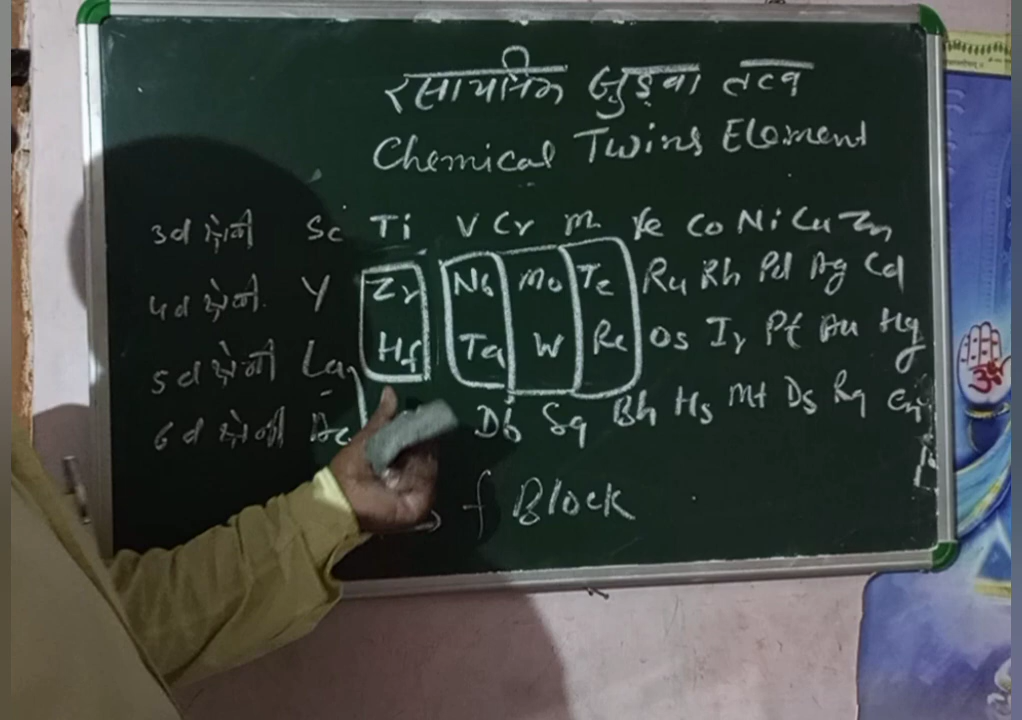 रसायनिक जुड़वा तत्व
Chemical Twins Element
3d श्रेणी Sc Ti V Cr Mn Fe Co Ni Cu Zn
4d श्रेणी. Y Zr Nb Mo Tc Ru Rh Pd Ag Cd
5d श्रेणी La Hf Ta W Re Os Ir Pt Au Hg
6d श्रेणी Ac Db Sg Bh Hs Mt Ds Rg Cn
→ f Block